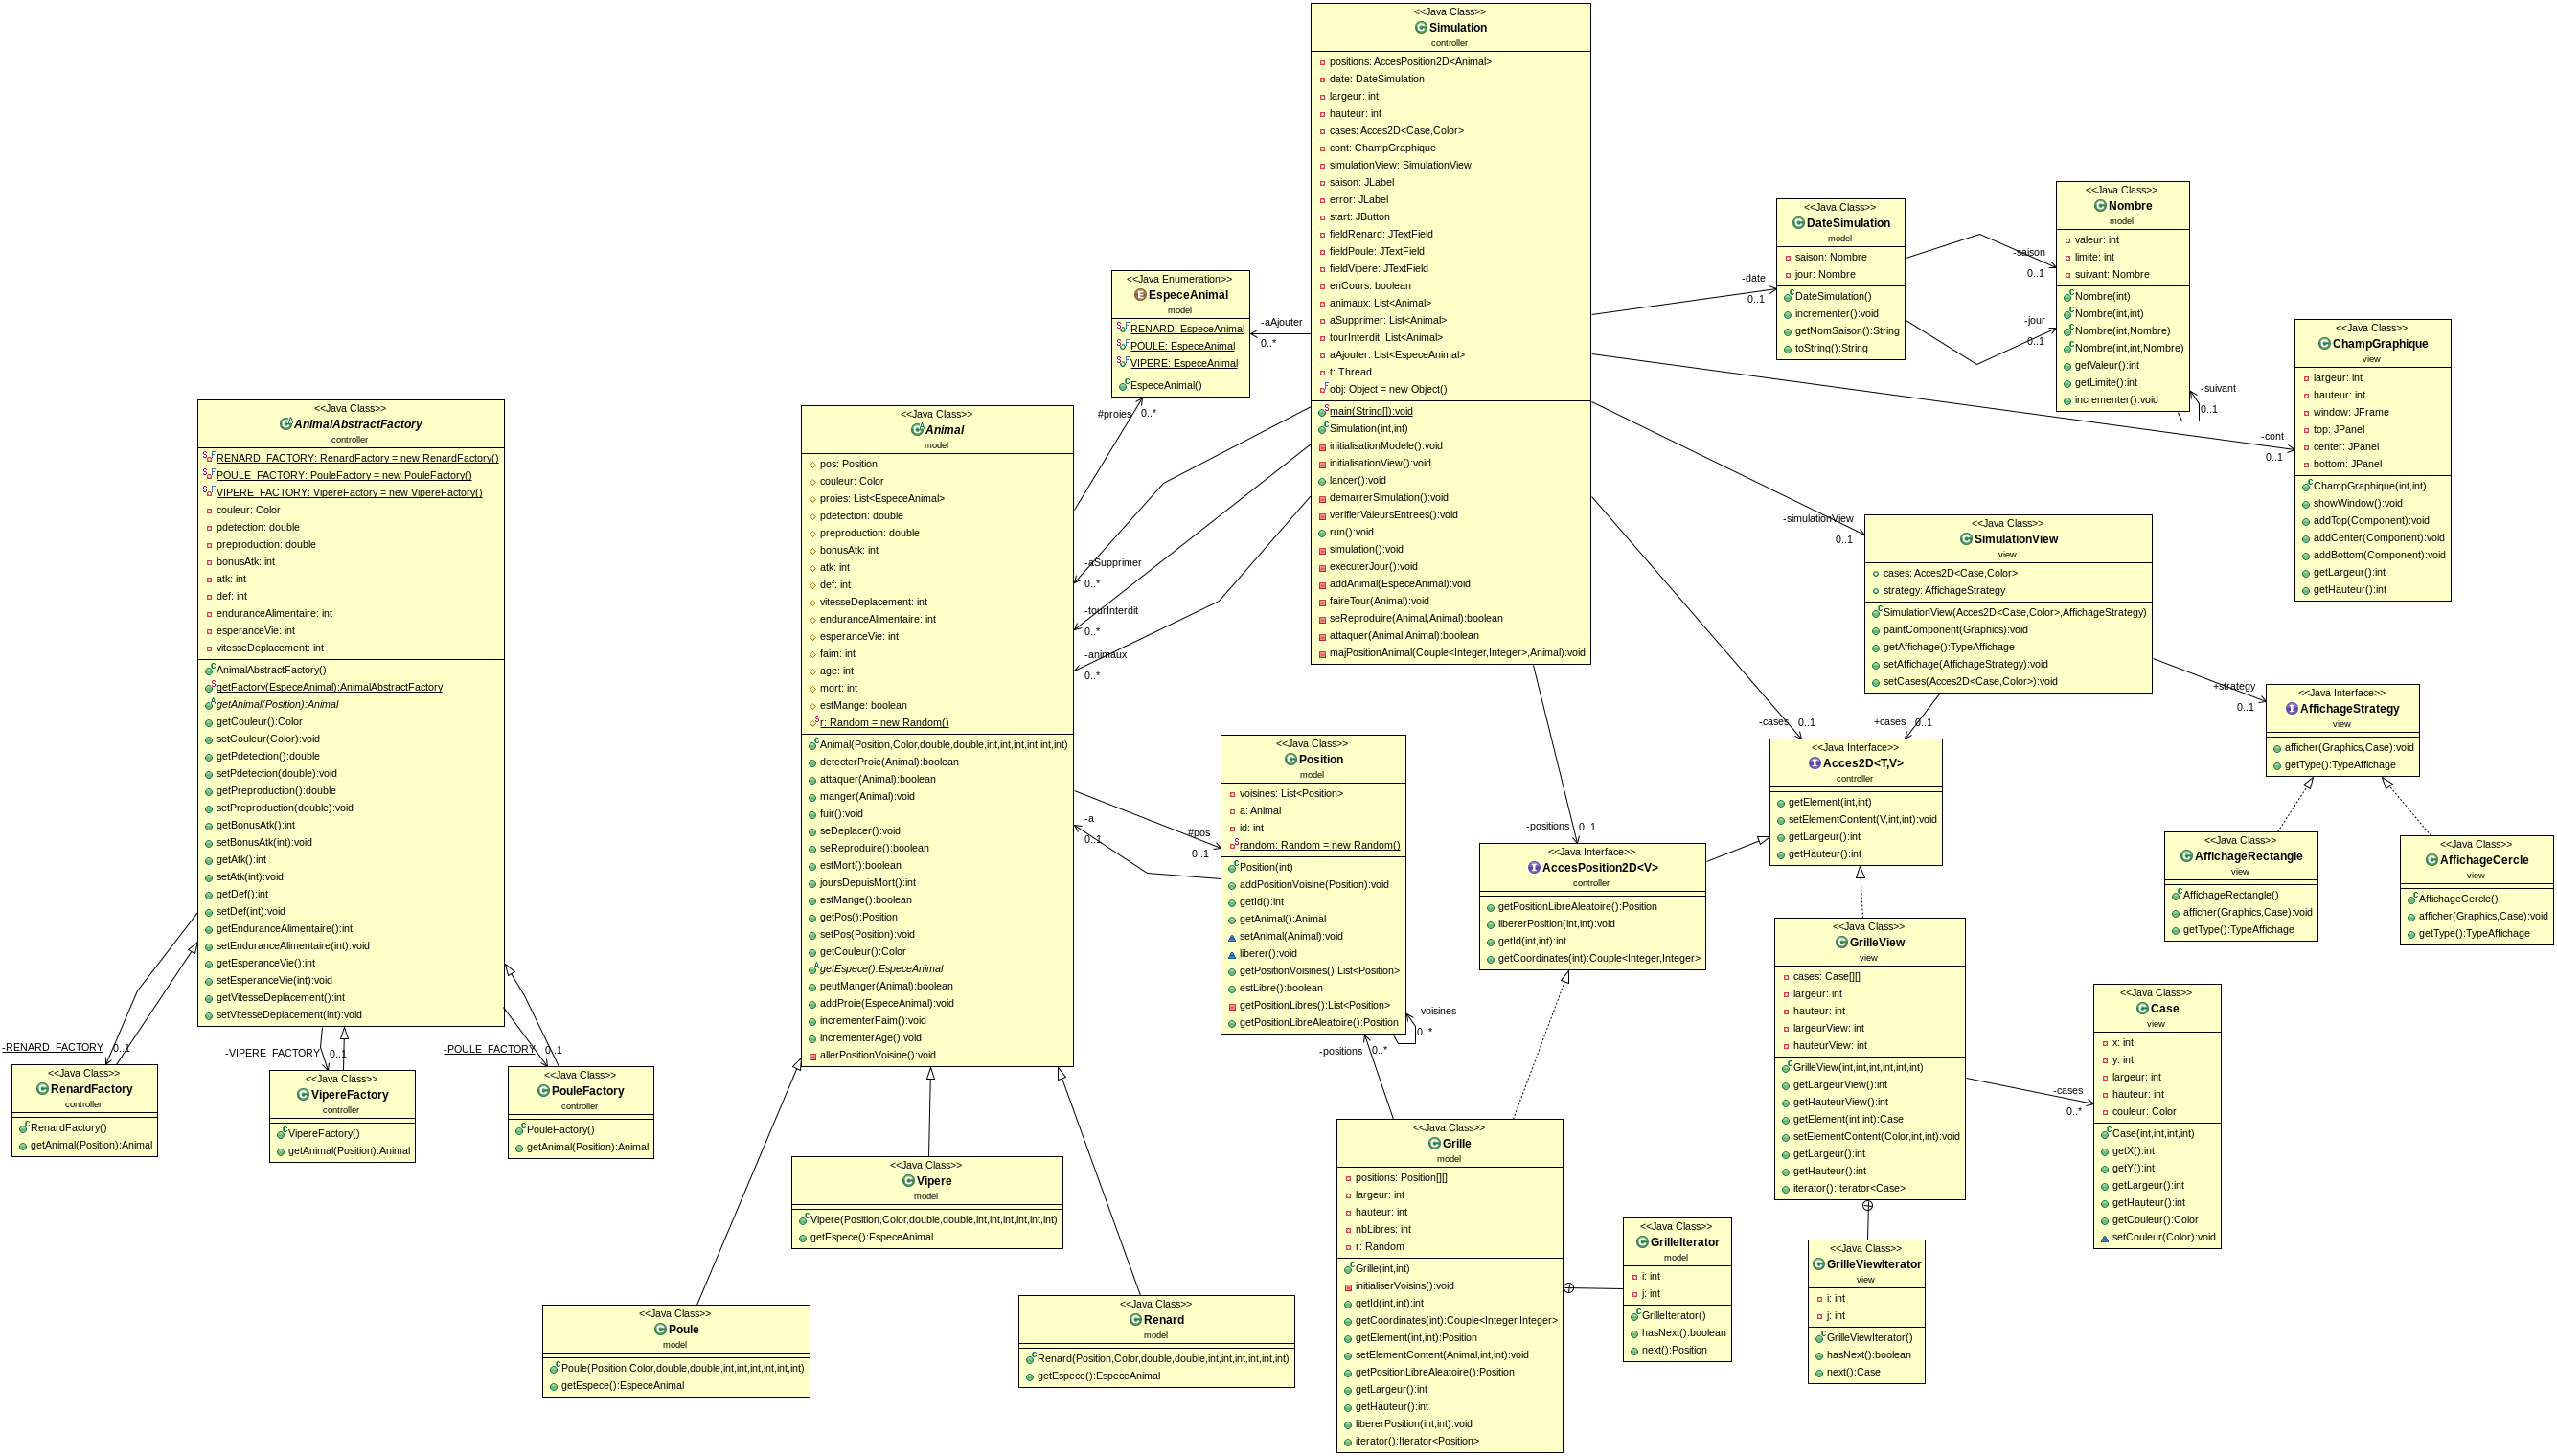 <<Java Class>>
Simulation
controller
positions: AccesPosition2D<Animal>
date: DateSimulation
largeur: int
hauteur: int
cases: Acces2D<Case,Color>
cont: ChampGraphique
simulationView: SimulationView
saison: JLabel
error: JLabel
start: JButton
fieldRenard: JTextField
fieldPoule: JTextField
fieldVipere: JTextField
enCours: boolean
animaux: List<Animal>
aSupprimer: List<Animal>
tourInterdit: List<Animal>
aAjouter: List<EspeceAnimal>
t: Thread
obj: Object = new Object()
main(String[]):void
Simulation(int,int)
initialisationModele():void
initialisationView():void
lancer():void
demarrerSimulation():void
verifierValeursEntrees():void
run():void
simulation():void
executerJour():void
addAnimal(EspeceAnimal):void
faireTour(Animal):void
seReproduire(Animal,Animal):boolean
attaquer(Animal,Animal):boolean
majPositionAnimal(Couple<Integer,Integer>,Animal):void
<<Java Class>>
DateSimulation
model
saison: Nombre
jour: Nombre
DateSimulation()
incrementer():void
getNomSaison():String
toString():String
<<Java Class>>
Nombre
model
valeur: int
limite: int
suivant: Nombre
Nombre(int)
Nombre(int,int)
Nombre(int,Nombre)
Nombre(int,int,Nombre)
getValeur():int
getLimite():int
incrementer():void
-saison
0..1
-jour
0..1
-suivant
0..1
-date
0..1
<<Java Enumeration>>
EspeceAnimal
model
RENARD: EspeceAnimal
POULE: EspeceAnimal
VIPERE: EspeceAnimal
EspeceAnimal()
-aAjouter
0..*
#proies
0..*
<<Java Class>>
ChampGraphique
view
largeur: int
hauteur: int
window: JFrame
top: JPanel
center: JPanel
bottom: JPanel
ChampGraphique(int,int)
showWindow():void
addTop(Component):void
addCenter(Component):void
addBottom(Component):void
getLargeur():int
getHauteur():int
-cont
0..1
<<Java Class>>
AnimalAbstractFactory
controller
RENARD_FACTORY: RenardFactory = new RenardFactory()
POULE_FACTORY: PouleFactory = new PouleFactory()
VIPERE_FACTORY: VipereFactory = new VipereFactory()
couleur: Color
pdetection: double
preproduction: double
bonusAtk: int
atk: int
def: int
enduranceAlimentaire: int
esperanceVie: int
vitesseDeplacement: int
AnimalAbstractFactory()
getFactory(EspeceAnimal):AnimalAbstractFactory
getAnimal(Position):Animal
getCouleur():Color
setCouleur(Color):void
getPdetection():double
setPdetection(double):void
getPreproduction():double
setPreproduction(double):void
getBonusAtk():int
setBonusAtk(int):void
getAtk():int
setAtk(int):void
getDef():int
setDef(int):void
getEnduranceAlimentaire():int
setEnduranceAlimentaire(int):void
getEsperanceVie():int
setEsperanceVie(int):void
getVitesseDeplacement():int
setVitesseDeplacement(int):void
<<Java Class>>
Animal
model
pos: Position
couleur: Color
proies: List<EspeceAnimal>
pdetection: double
preproduction: double
bonusAtk: int
atk: int
def: int
vitesseDeplacement: int
enduranceAlimentaire: int
esperanceVie: int
faim: int
age: int
mort: int
estMange: boolean
r: Random = new Random()
Animal(Position,Color,double,double,int,int,int,int,int,int)
detecterProie(Animal):boolean
attaquer(Animal):boolean
manger(Animal):void
fuir():void
seDeplacer():void
seReproduire():boolean
estMort():boolean
joursDepuisMort():int
estMange():boolean
getPos():Position
setPos(Position):void
getCouleur():Color
getEspece():EspeceAnimal
peutManger(Animal):boolean
addProie(EspeceAnimal):void
incrementerFaim():void
incrementerAge():void
allerPositionVoisine():void
-aSupprimer
0..*
-tourInterdit
0..*
-animaux
0..*
-simulationView
0..1
<<Java Class>>
SimulationView
view
cases: Acces2D<Case,Color>
strategy: AffichageStrategy
SimulationView(Acces2D<Case,Color>,AffichageStrategy)
paintComponent(Graphics):void
getAffichage():TypeAffichage
setAffichage(AffichageStrategy):void
setCases(Acces2D<Case,Color>):void
+strategy
0..1
<<Java Interface>>
AffichageStrategy
view
afficher(Graphics,Case):void
getType():TypeAffichage
-cases
0..1
+cases
0..1
<<Java Interface>>
Acces2D<T,V>
controller
getElement(int,int)
setElementContent(V,int,int):void
getLargeur():int
getHauteur():int
<<Java Class>>
Position
model
voisines: List<Position>
a: Animal
id: int
random: Random = new Random()
Position(int)
addPositionVoisine(Position):void
getId():int
getAnimal():Animal
setAnimal(Animal):void
liberer():void
getPositionVoisines():List<Position>
estLibre():boolean
getPositionLibres():List<Position>
getPositionLibreAleatoire():Position
-a
0..1
#pos
0..1
-voisines
0..*
-positions
0..1
<<Java Interface>>
AccesPosition2D<V>
controller
getPositionLibreAleatoire():Position
libererPosition(int,int):void
getId(int,int):int
getCoordinates(int):Couple<Integer,Integer>
<<Java Class>>
AffichageRectangle
view
AffichageRectangle()
afficher(Graphics,Case):void
getType():TypeAffichage
<<Java Class>>
AffichageCercle
view
AffichageCercle()
afficher(Graphics,Case):void
getType():TypeAffichage
<<Java Class>>
GrilleView
view
cases: Case[][]
largeur: int
hauteur: int
largeurView: int
hauteurView: int
GrilleView(int,int,int,int,int,int)
getLargeurView():int
getHauteurView():int
getElement(int,int):Case
setElementContent(Color,int,int):void
getLargeur():int
getHauteur():int
iterator():Iterator<Case>
-cases
0..*
<<Java Class>>
Case
view
x: int
y: int
largeur: int
hauteur: int
couleur: Color
Case(int,int,int,int)
getX():int
getY():int
getLargeur():int
getHauteur():int
getCouleur():Color
setCouleur(Color):void
-RENARD_FACTORY
0..1
-VIPERE_FACTORY
0..1
-POULE_FACTORY
0..1
<<Java Class>>
RenardFactory
controller
RenardFactory()
getAnimal(Position):Animal
<<Java Class>>
VipereFactory
controller
VipereFactory()
getAnimal(Position):Animal
<<Java Class>>
PouleFactory
controller
PouleFactory()
getAnimal(Position):Animal
-positions
0..*
<<Java Class>>
Vipere
model
Vipere(Position,Color,double,double,int,int,int,int,int,int)
getEspece():EspeceAnimal
<<Java Class>>
Poule
model
Poule(Position,Color,double,double,int,int,int,int,int,int)
getEspece():EspeceAnimal
<<Java Class>>
Renard
model
Renard(Position,Color,double,double,int,int,int,int,int,int)
getEspece():EspeceAnimal
<<Java Class>>
Grille
model
positions: Position[][]
largeur: int
hauteur: int
nbLibres: int
r: Random
Grille(int,int)
initialiserVoisins():void
getId(int,int):int
getCoordinates(int):Couple<Integer,Integer>
getElement(int,int):Position
setElementContent(Animal,int,int):void
getPositionLibreAleatoire():Position
getLargeur():int
getHauteur():int
libererPosition(int,int):void
iterator():Iterator<Position>
<<Java Class>>
GrilleIterator
model
i: int
j: int
GrilleIterator()
hasNext():boolean
next():Position
<<Java Class>>
GrilleViewIterator
view
i: int
j: int
GrilleViewIterator()
hasNext():boolean
next():Case